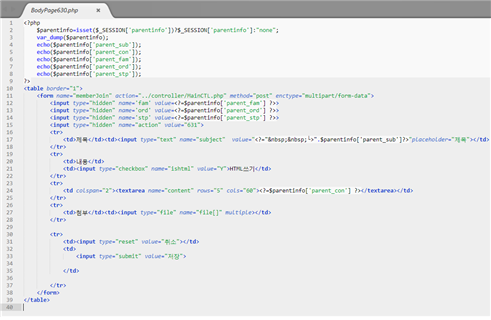 BodyPage630.php ×
1 <?php
2 $parentinfo=isset($_SESSION['parentinfo'])?$_SESSION['parentinfo']:"none";
3 var_dump($parentinfo);
4 echo($parentinfo['parent_sub']);
5 echo($parentinfo['parent_con']);
6 echo($parentinfo['parent_fam']);
7 echo($parentinfo['parent_ord']);
8 echo($parentinfo['parent_stp']);
9 ?>
10 <table border="1">
11 <form name="memberJoin" action="../controller/MainCTL.php" method="post" enctype="multipart/form-data">
12 <input type="hidden" name='fam' value=<?=$parentinfo['parent_fam'] ?>>
13 <input type="hidden" name='ord' value=<?=$parentinfo['parent_ord'] ?>>
14 <input type="hidden" name='stp' value=<?=$parentinfo['parent_stp'] ?>>
15 <input type="hidden" name="action" value="631">
16 <tr>
17 <td>제목</td><td><input type="text" name="subject" value="<?="&nbsp;&nbsp;└>".$parentinfo['parent_sub']?>"placeholder="제목"></td>
18 </tr>
19 <tr>
20 <td>내용</td>
21 <td><input type="checkbox" name="ishtml" value="Y">HTML쓰기</td>
22 </tr>
23 <tr>
24 <td colspan="2"><textarea name="content" rows="5" cols="60"><?=$parentinfo['parent_con'] ?></textarea></td>
25 </tr>
26 <tr>
27 <td>첨부</td><td><input type="file" name="file[]" multiple></td>
28 </tr>
29
30 <tr>
31 <td><input type="reset" value="취소"></td>
32 <td>
33 <input type="submit" value="저장">
34
35 </td>
36
37 </tr>
38 </form>
39 </table>
40